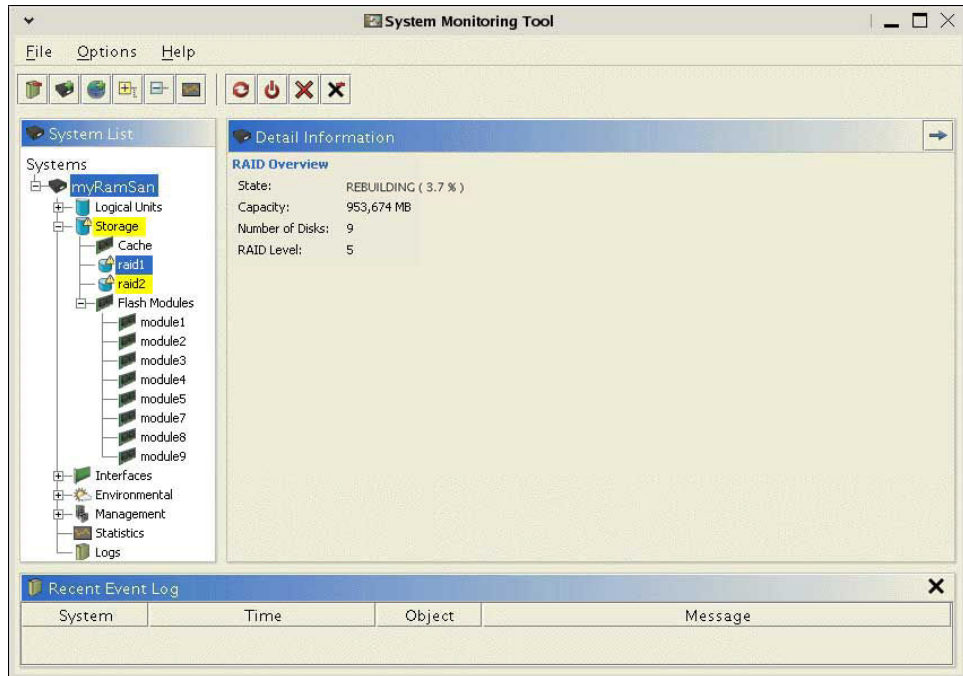 System Monitoring Tool
File Options Help
System List
Systems
myRamSan
Logical Units
Storage
Cache
raid1
raid2
Flash Modules
module1
module2
module3
module4
module5
module7
module8
module9
Interfaces
Environmental
Management
Statistics
Logs
Detail Information
RAID Overview
State: REBUILDING ( 3.7 % )
Capacity: 953,674 MB
Number of Disks: 9
RAID Level: 5
Recent Event Log
System Time Object Message